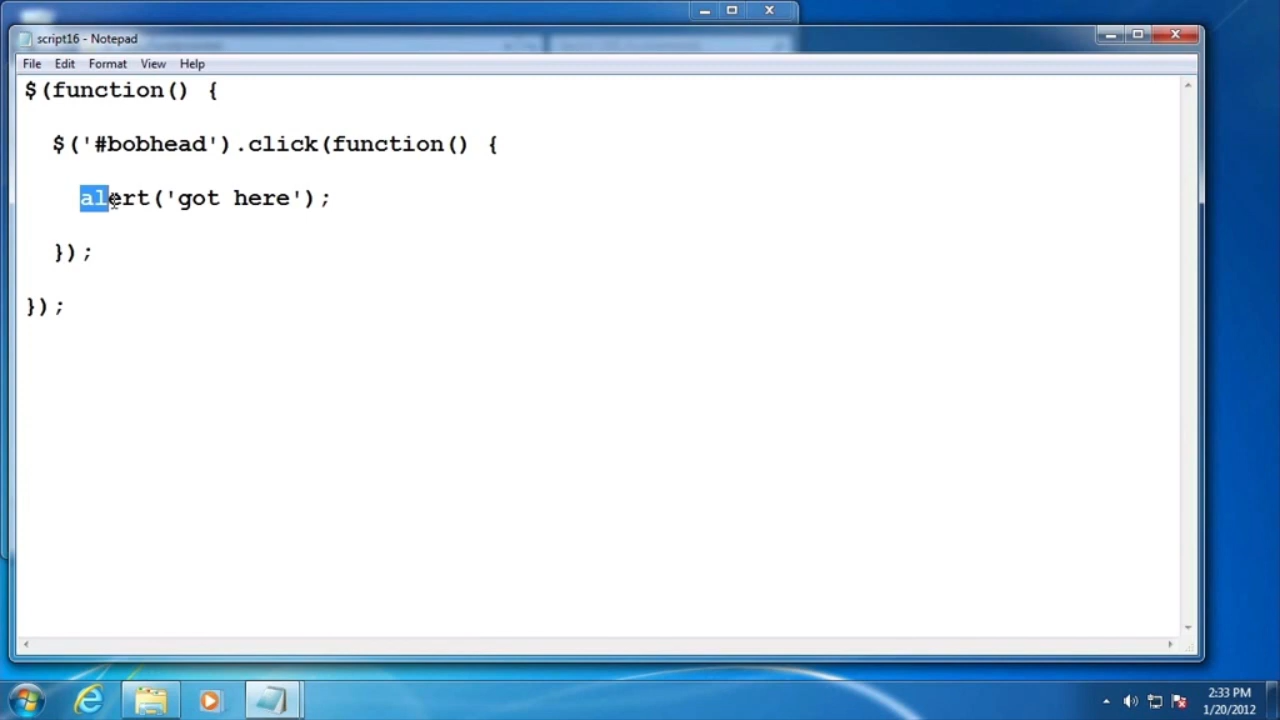 script16 - Notepad
File Edit Format View Help
$(function() {
$('#bobhead').click(function() {
alert('got here');
});
});
2:33 PM
1/20/2012